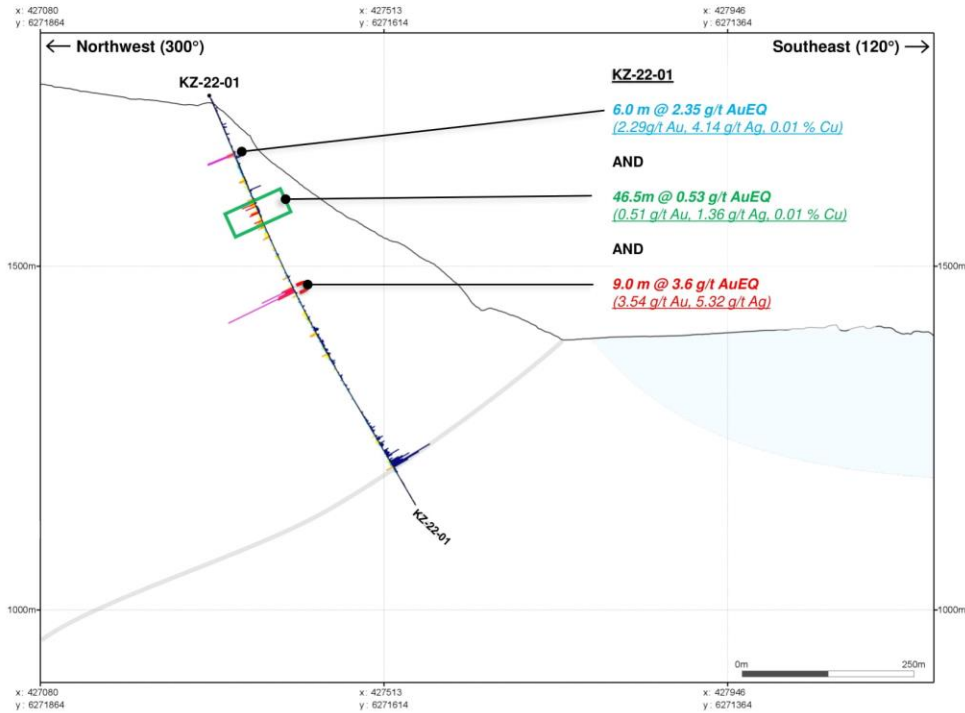 x: 427080
y : 6271864
x: 427513
y : 6271614
x: 427946
y : 6271364
Northwest (300°)
Southeast (120°)
KZ-22-01
KZ-22-01
6.0 m @ 2.35 g/t AuEQ
(2.29g/t Au, 4.14 g/t Ag, 0.01 % Cu)
AND
46.5m @ 0.53 g/t AuEQ
(0.51 g/t Au, 1.36 g/t Ag, 0.01 % Cu)
AND
9.0 m @ 3.6 g/t AuEQ
(3.54 g/t Au, 5.32 g/t Ag)
1500m
1500m
KZ-22-01
1000m
1000m
0m
250m
x: 427080
y : 6271864
x: 427513
y : 6271614
x: 427946
y : 6271364